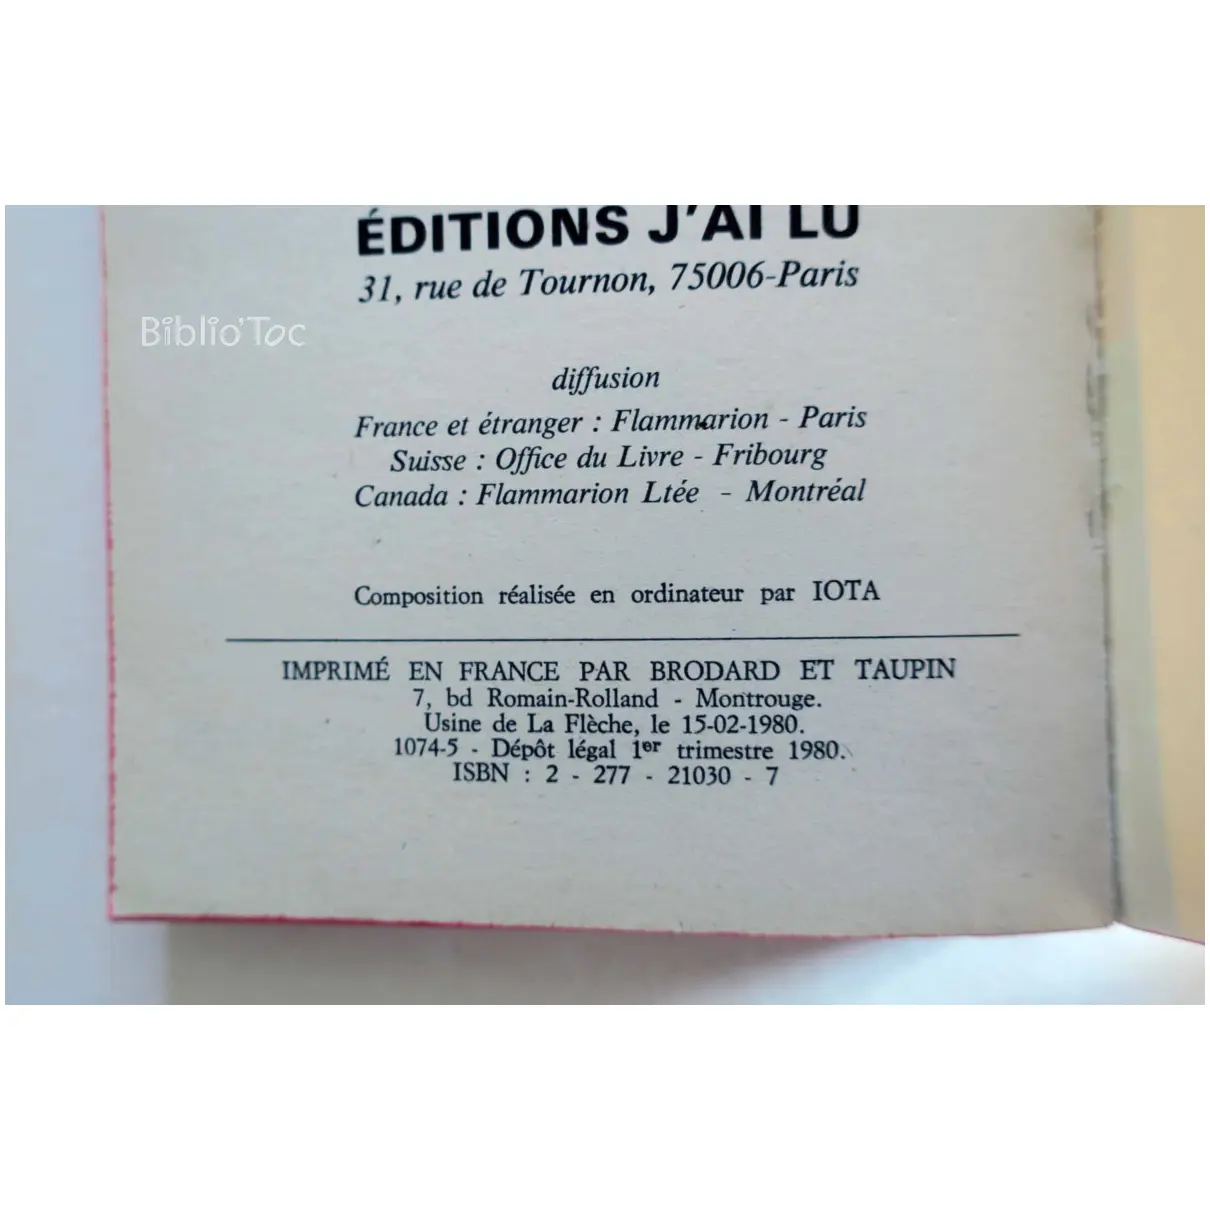 ÉDITIONS J'AI LU
31, rue de Tournon, 75006-Paris
Biblio'Toc
diffusion
France et étranger : Flammarion - Paris
Suisse : Office du Livre - Fribourg
Canada : Flammarion Ltée - Montréal
Composition réalisée en ordinateur par IOTA
IMPRIMÉ EN FRANCE PAR BRODARD ET TAUPIN
7, bd Romain-Rolland - Montrouge.
Usine de La Flèche, le 15-02-1980.
1074-5 - Dépôt légal 1er trimestre 1980.
ISBN : 2 - 277 - 21030 - 7